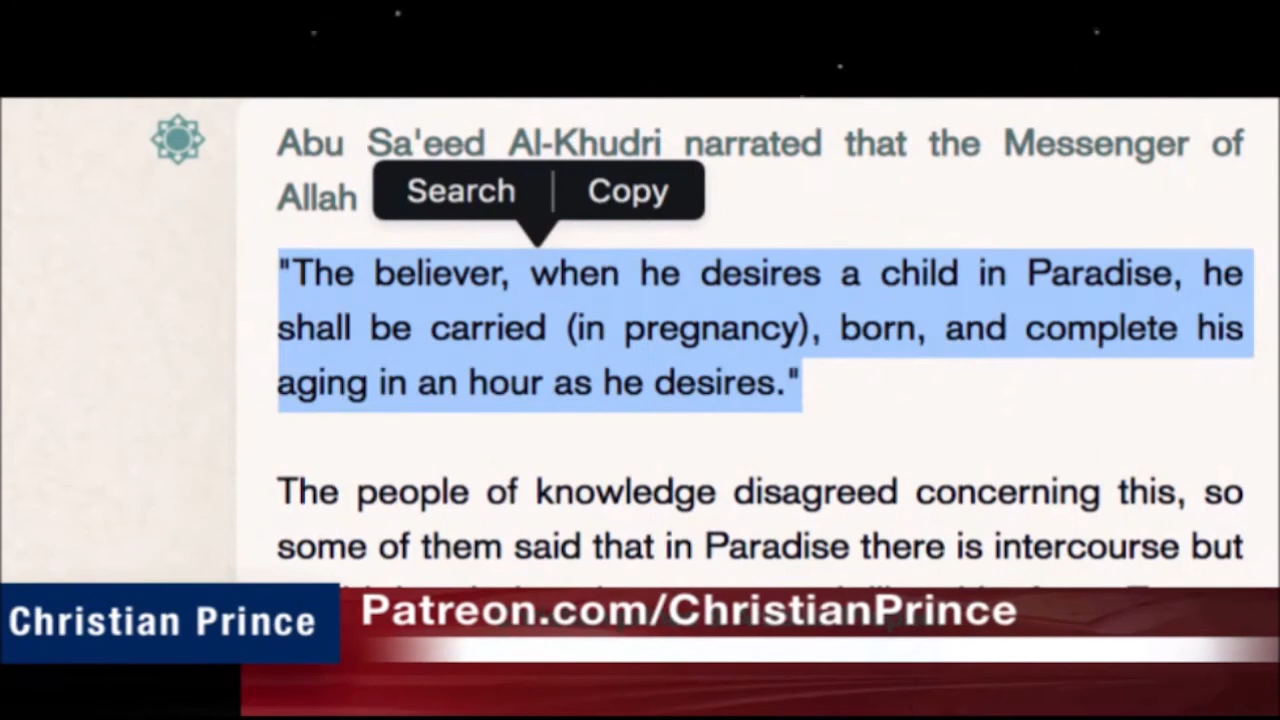 Abu Sa'eed Al-Khudri narrated that the Messenger of
Allah
Search
Copy
"The believer, when he desires a child in Paradise, he
shall be carried (in pregnancy), born, and complete his
aging in an hour as he desires."
The people of knowledge disagreed concerning this, so
some of them said that in Paradise there is intercourse but
Christian Prince
Patreon.com/ChristianPrince